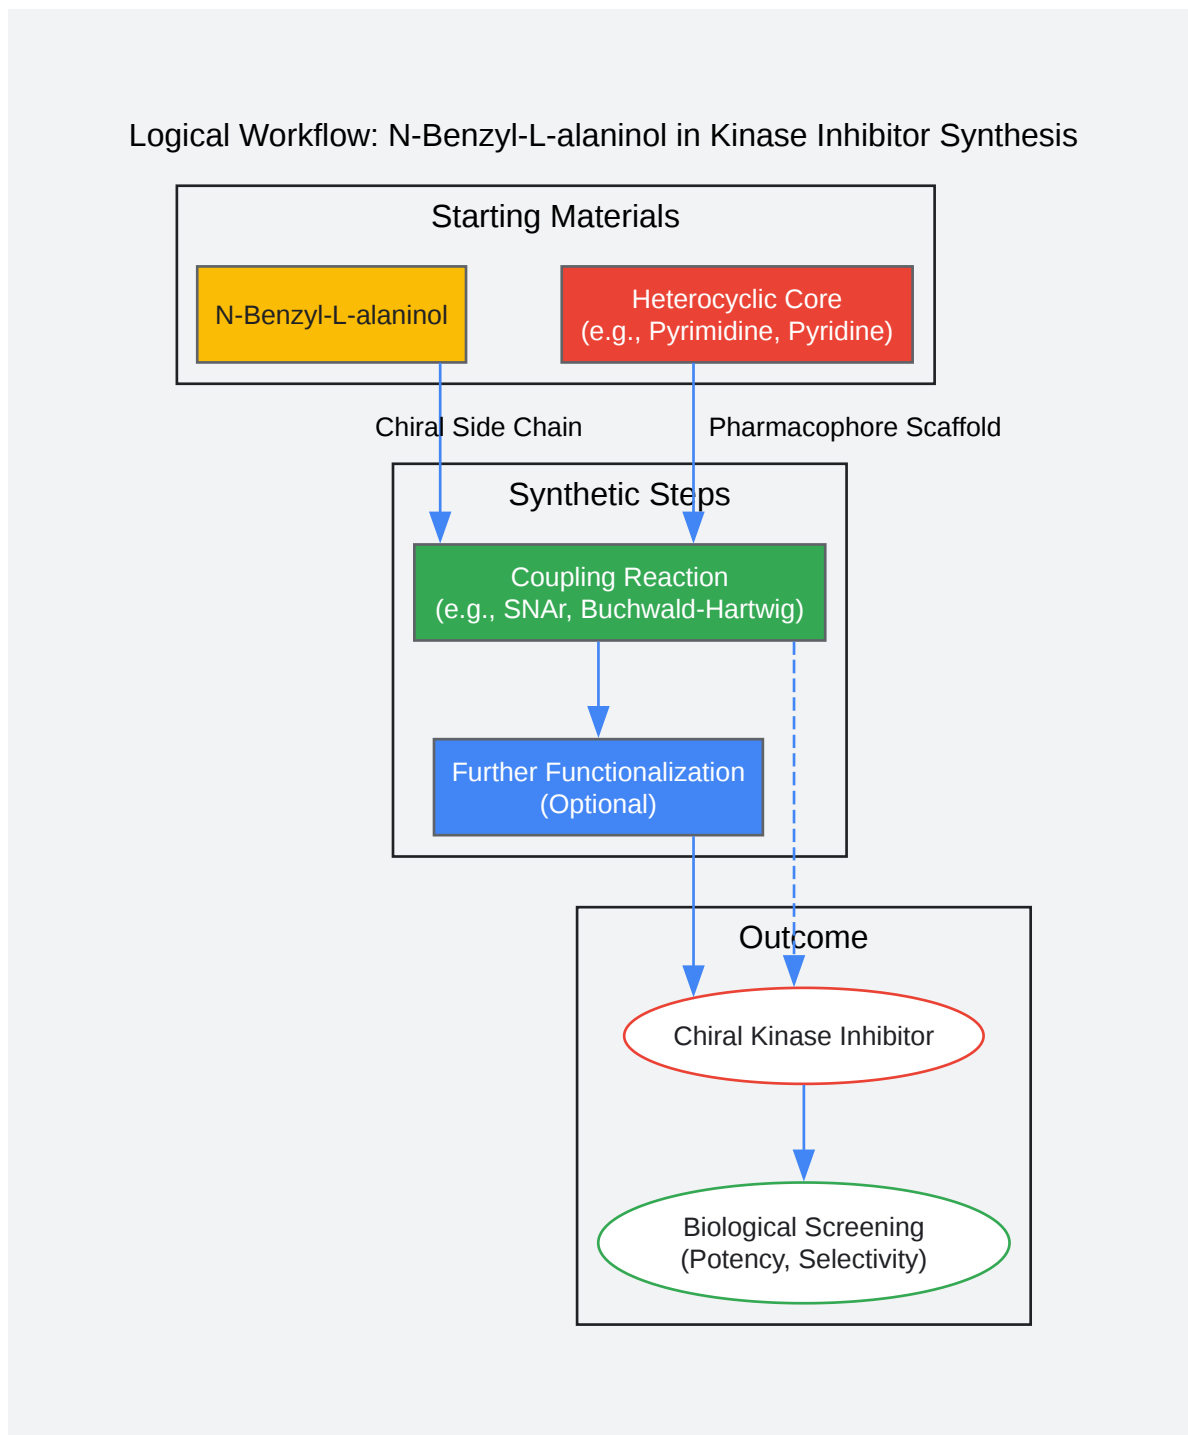 Logical Workflow: N-Benzyl-L-alaninol in Kinase Inhibitor Synthesis
Starting Materials
N-Benzyl-L-alaninol
Heterocyclic Core
(e.g., Pyrimidine, Pyridine)
Chiral Side Chain
Pharmacophore Scaffold
Synthetic Steps
Coupling Reaction
(e.g., SNAr, Buchwald-Hartwig)
Further Functionalization
(Optional)
Outcome
Chiral Kinase Inhibitor
Biological Screening
(Potency, Selectivity)